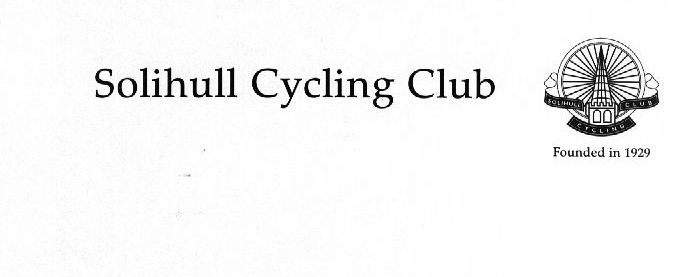 Solihull Cycling Club
SOLIHULL CLUB
CYCLING
Founded in 1929